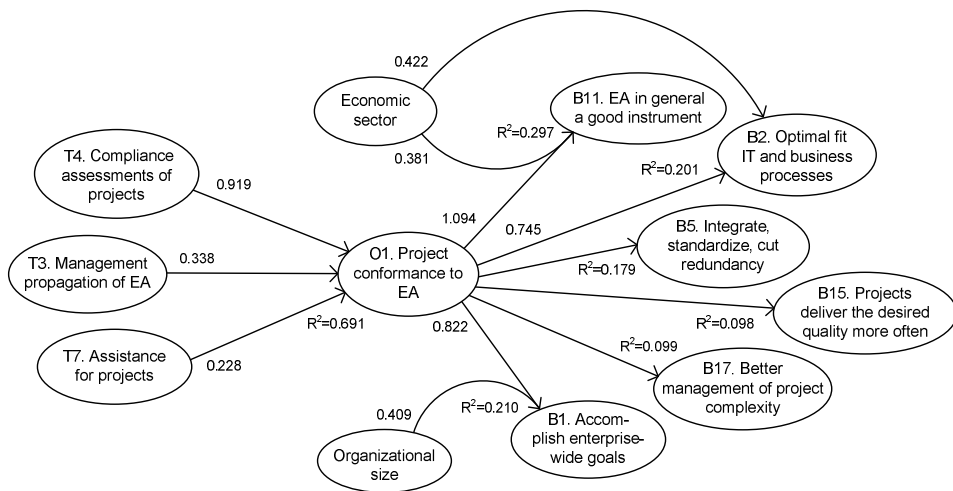 0.422
Economic
sector
0.381
B11. EA in general
a good instrument
R²=0.297
B2. Optimal fit
IT and business
processes
R²=0.201
T4. Compliance
assessments of
projects
0.919
1.094
0.745
B5. Integrate,
standardize, cut
redundancy
R²=0.179
T3. Management
propagation of EA
0.338
O1. Project
conformance to
EA
R²=0.691
0.822
B15. Projects
deliver the desired
quality more often
R²=0.098
T7. Assistance
for projects
0.228
R²=0.099
B17. Better
management of project
complexity
0.409
R²=0.210
Organizational
size
B1. Accom-
plish enterprise-
wide goals